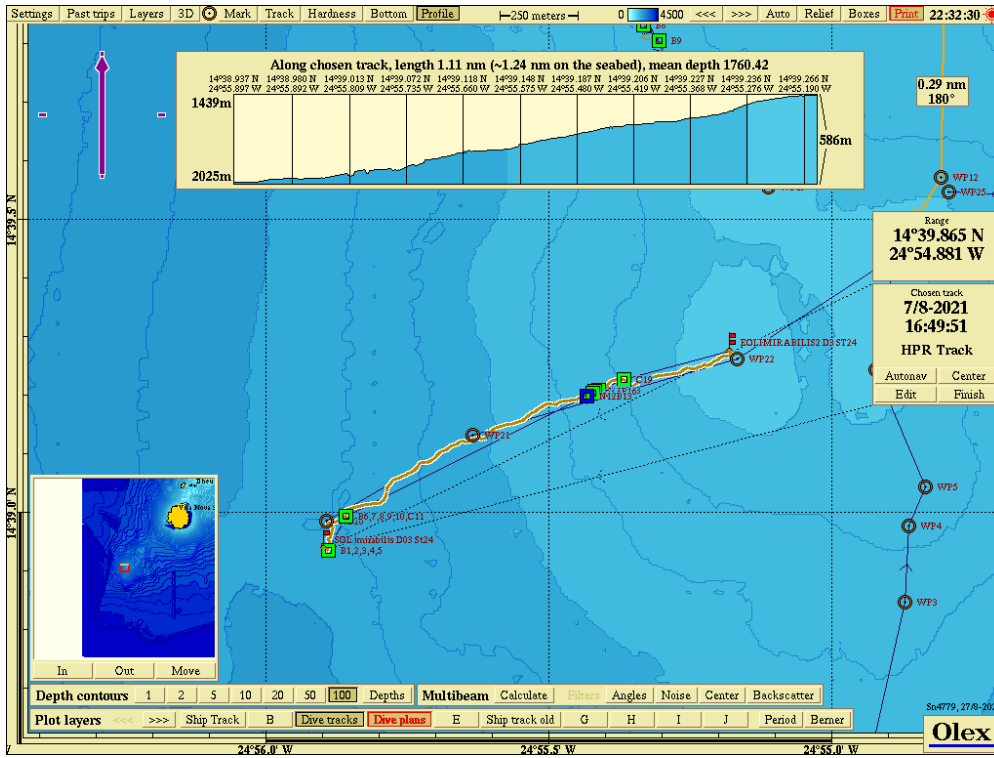 Settings Past trips Layers 3D Mark Track Hardness Bottom Profile 250 meters 0 4500 <<< >>> Auto Relief Boxes Print 22:32:30
B9
Along chosen track, length 1.11 nm (~1.24 nm on the seabed), mean depth 1760.42
14°38.937 N 14°38.980 N 14°39.013 N 14°39.072 N 14°39.118 N 14°39.148 N 14°39.187 N 14°39.206 N 14°39.227 N 14°39.236 N 14°39.266 N
24°55.897 W 24°55.892 W 24°55.809 W 24°55.735 W 24°55.660 W 24°55.575 W 24°55.480 W 24°55.419 W 24°55.368 W 24°55.276 W 24°55.190 W
1439m
586m
2025m
0.29 nm
180°
WP12
WP25
14°39.5' N
Range
14°39.865 N
24°54.881 W
Chosen track
7/8-2021
16:49:51
HPR Track
Autonav Center
Edit Finish
EOLIMIRABILIS2 D3 ST24
WP22
C19
N12B13
WP21
WP5
14°39.0' N
B6,7,8,9,10,C11
WP4
D03 St24
B1,2,3,4,5
WP3
In Out Move
Depth contours 1 2 5 10 20 50 100 Depths Multibeam Calculate Filters Angles Noise Center Backscatter
Plot layers <<< >>> Ship Track B Dive tracks Dive plans E Ship track old G H I J Period Berner
Olex
24°56.0' W 24°55.5' W 24°55.0' W